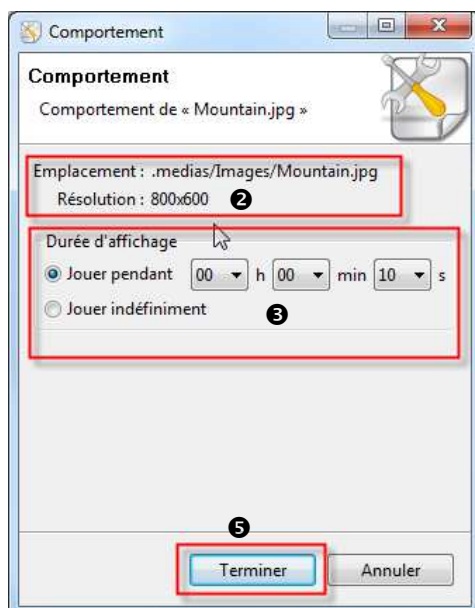 Comportement
Comportement
Comportement de « Mountain.jpg »
Emplacement : .medias/Images/Mountain.jpg
Résolution : 800x600 ❷
Durée d'affichage
Jouer pendant 00 h 00 min 10 s
Jouer indéfiniment ❸
❺
Terminer Annuler